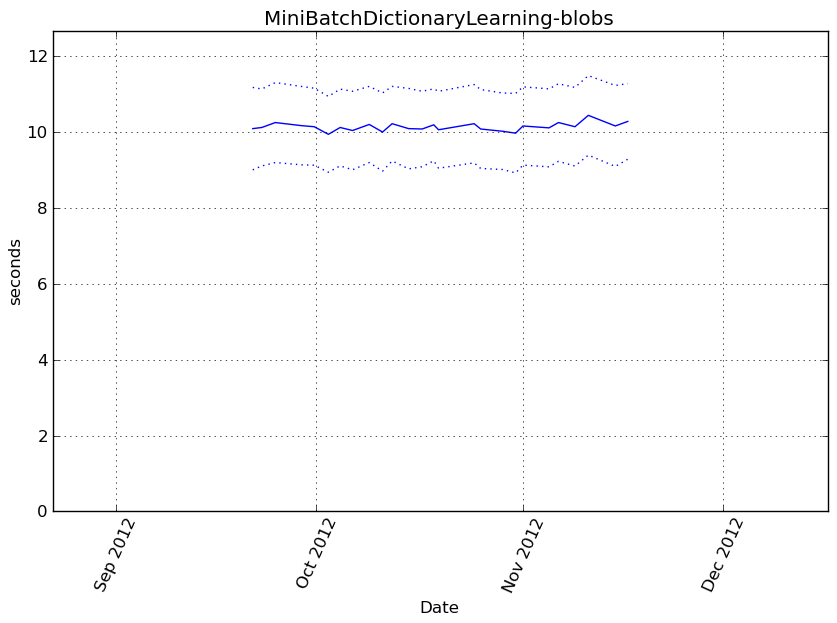 MiniBatchDictionaryLearning-blobs
12
10
8
6
4
2
0
seconds
Sep 2012
Oct 2012
Nov 2012
Dec 2012
Date